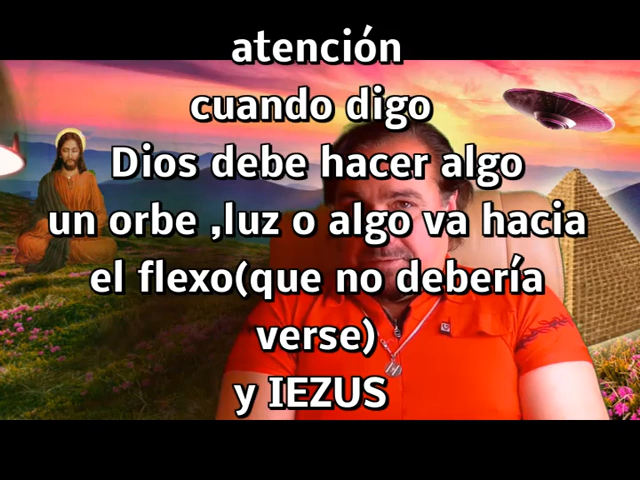 atención
cuando digo
Dios debe hacer algo
un orbe ,luz o algo va hacia
el flexo(que no debería
verse)
y IEZUS